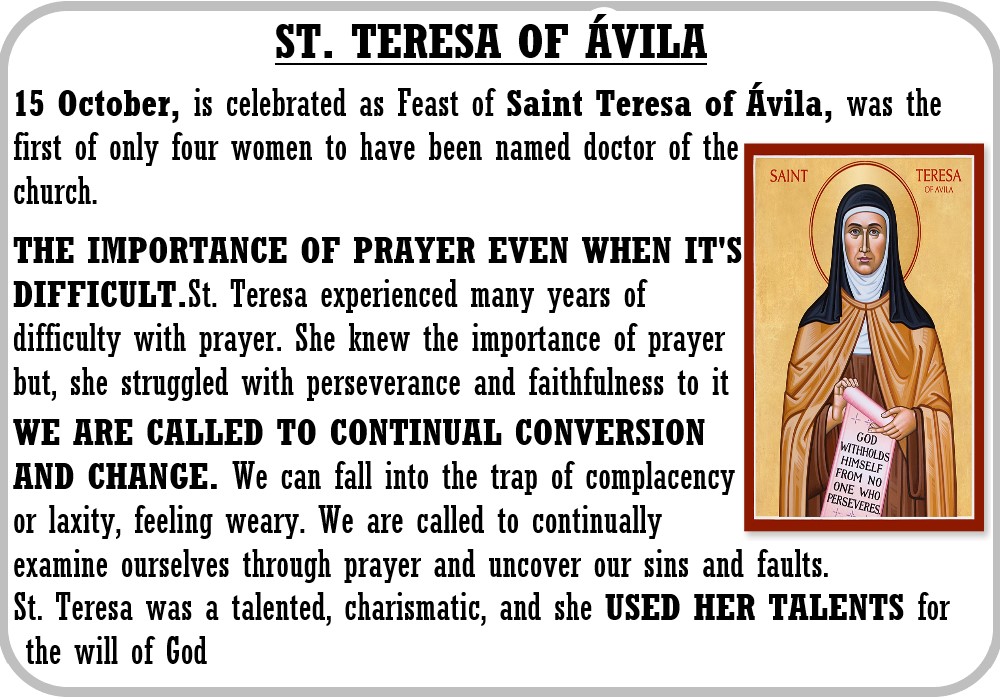 ST. TERESA OF ÁVILA
15 October, is celebrated as Feast of Saint Teresa of Ávila, was the
first of only four women to have been named doctor of the
church.
SAINT TERESA
OF AVILA
THE IMPORTANCE OF PRAYER EVEN WHEN IT'S
DIFFICULT.St. Teresa experienced many years of
difficulty with prayer. She knew the importance of prayer
but, she struggled with perseverance and faithfulness to it
WE ARE CALLED TO CONTINUAL CONVERSION
AND CHANGE. We can fall into the trap of complacency
or laxity, feeling weary. We are called to continually
examine ourselves through prayer and uncover our sins and faults.
St. Teresa was a talented, charismatic, and she USED HER TALENTS for
the will of God
GOD
WITHHOLDS
HIMSELF
FROM NO
ONE WHO
PERSEVERES.